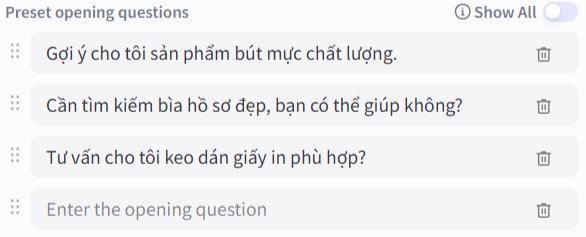 Preset opening questions
Show All
Gợi ý cho tôi sản phẩm bút mực chất lượng.
Cần tìm kiếm bìa hồ sơ đẹp, bạn có thể giúp không?
Tư vấn cho tôi keo dán giấy in phù hợp?
Enter the opening question